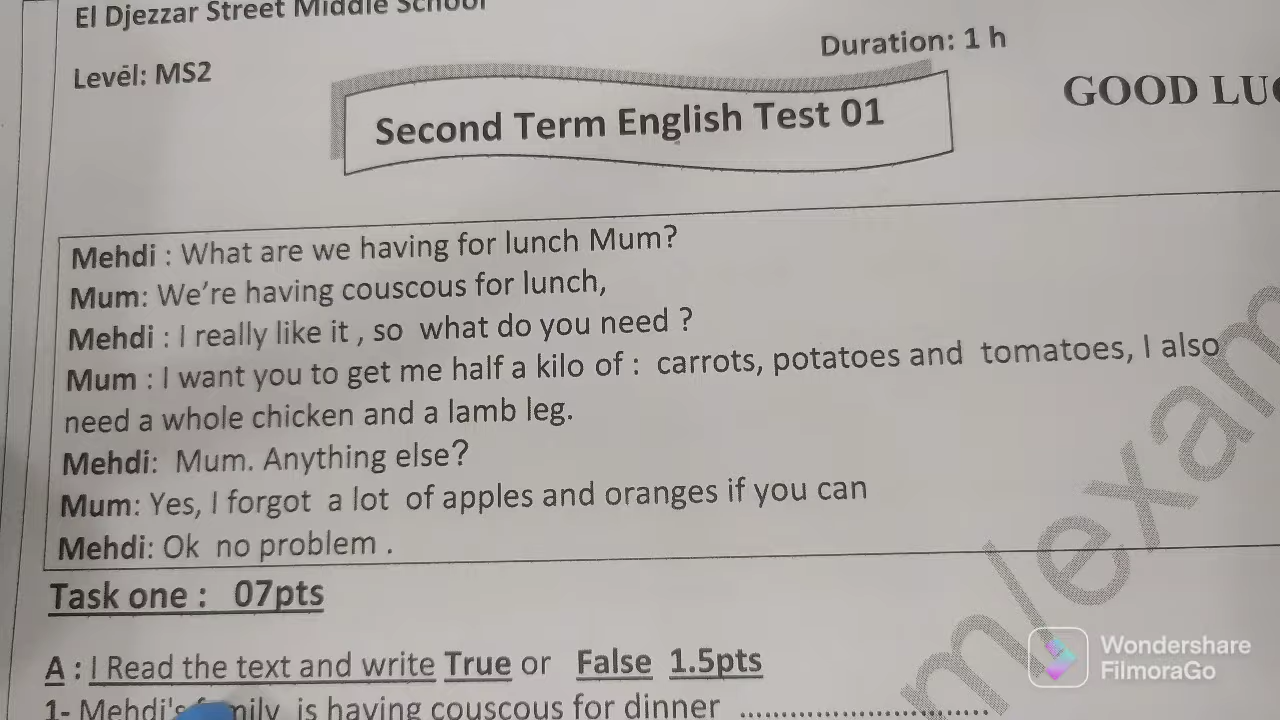 El Djezzar Street Middle School
Duration: 1 h
Level: MS2
GOOD
Second Term English Test 01
Mehdi : What are we having for lunch Mum?
Mum: We're having couscous for lunch,
Mehdi : I really like it , so what do you need ?
Mum : I want you to get me half a kilo of : carrots, potatoes and tomatoes, I also
need a whole chicken and a lamb leg.
Mehdi: Mum. Anything else?
Mum: Yes, I forgot a lot of apples and oranges if you can
Mehdi: Ok no problem .
Task one : 07pts
A : I Read the text and write True or False 1.5pts
1- Mehdi's family is having couscous for dinner ..............................
m/exam
Wondershare
FilmoraGo